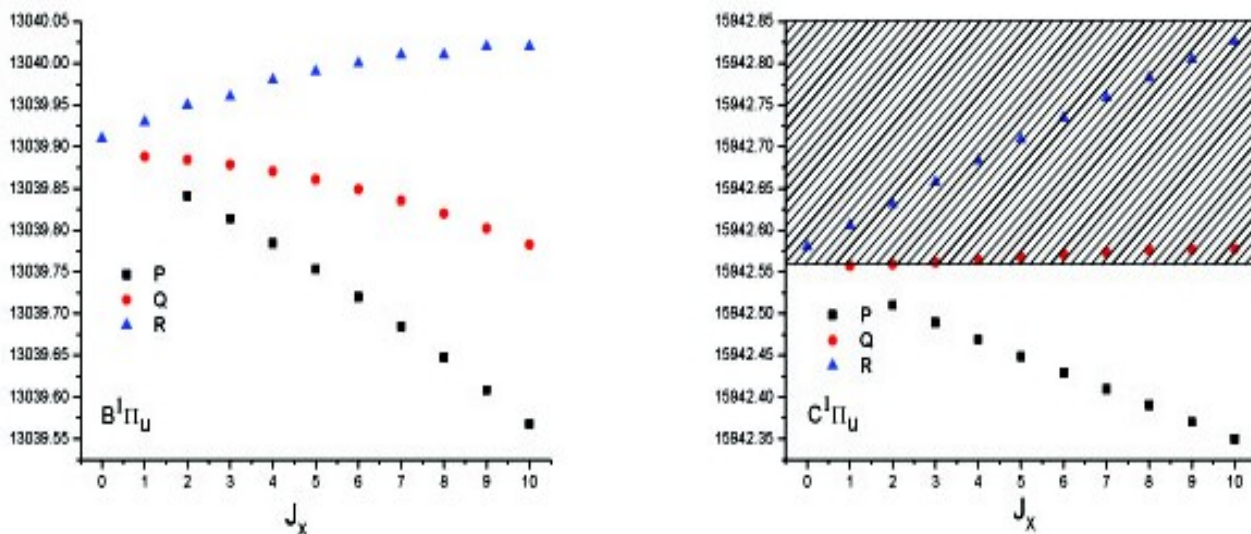 13040.05
13040.00
13039.95
13039.90
13039.85
13039.80
13039.75
13039.70
13039.65
13039.60
13039.55
P
Q
R
B¹Πu
0 1 2 3 4 5 6 7 8 9 10
Jx
15942.85
15942.80
15942.75
15942.70
15942.65
15942.60
15942.55
15942.50
15942.45
15942.40
15942.35
P
Q
R
C¹Πu
0 1 2 3 4 5 6 7 8 9 10
Jx